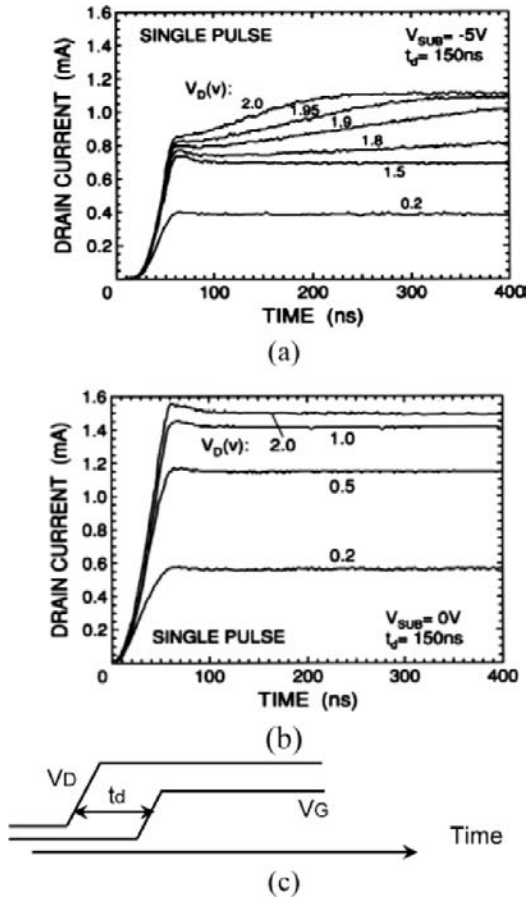 SINGLE PULSE
V_SUB= -5V
t_d= 150ns
V_D(v):
2.0
1.95
1.9
1.8
1.5
0.2
DRAIN CURRENT (mA)
1.6
1.4
1.2
1.0
0.8
0.6
0.4
0.2
0 100 200 300 400
TIME (ns)
(a)
DRAIN CURRENT (mA)
1.6
1.4
1.2
1.0
0.8
0.6
0.4
0.2
V_D(v):
2.0
1.0
0.5
0.2
SINGLE PULSE
V_SUB= 0V
t_d= 150ns
0 100 200 300 400
TIME (ns)
(b)
VD
td
VG
Time
(c)